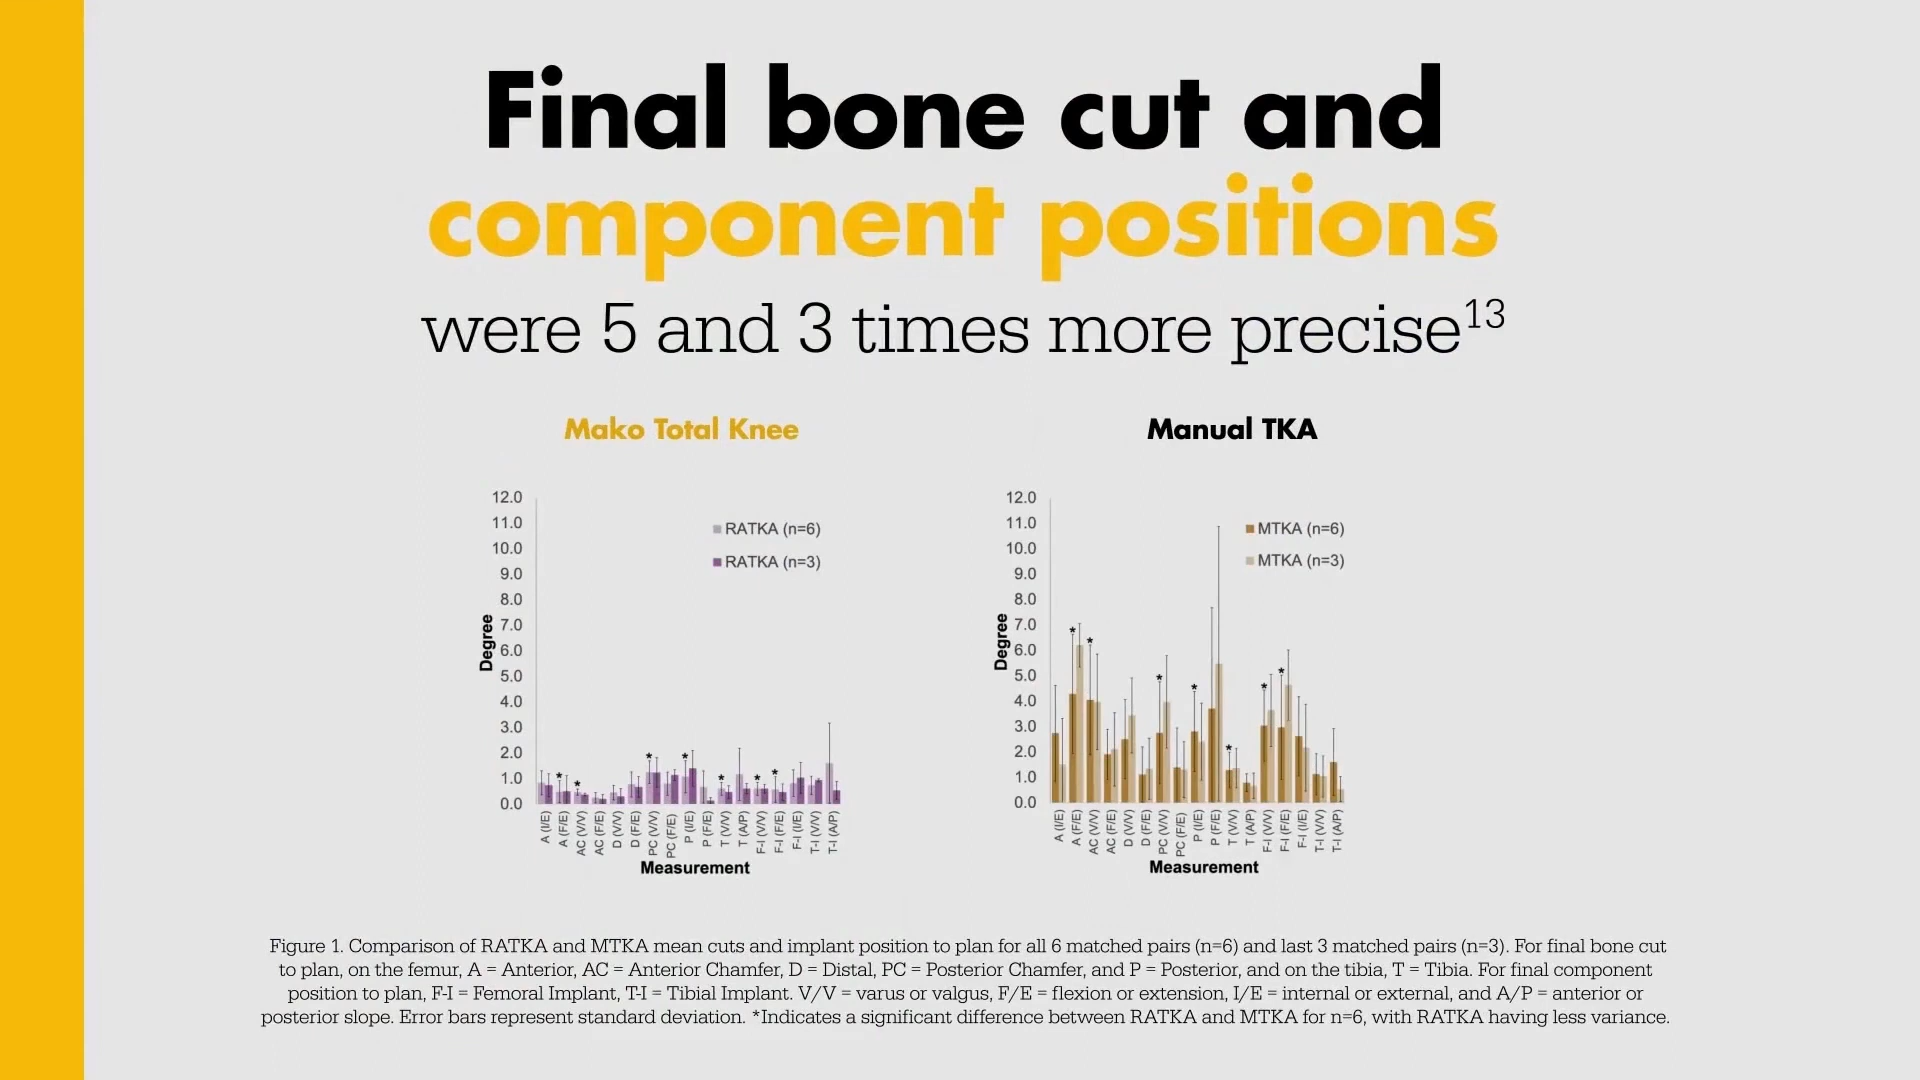 Final bone cut and
component positions
were 5 and 3 times more precise13
Mako Total Knee
Manual TKA
12.0
11.0
10.0
9.0
8.0
7.0
6.0
5.0
4.0
3.0
2.0
1.0
0.0
Degree
RATKA (n=6)
RATKA (n=3)
*
*
*
*
*
*
*
A (I/E)
A (F/E)
AC (V/V)
AC (F/E)
D (V/V)
D (F/E)
PC (V/V)
PC (F/E)
P (I/E)
P (F/E)
T (V/V)
T (A/P)
F-I (V/V)
F-I (F/E)
F-I (I/E)
T-I (V/V)
T-I (A/P)
Measurement
12.0
11.0
10.0
9.0
8.0
7.0
6.0
5.0
4.0
3.0
2.0
1.0
0.0
Degree
MTKA (n=6)
MTKA (n=3)
*
*
*
*
*
*
*
A (I/E)
A (F/E)
AC (V/V)
AC (F/E)
D (V/V)
D (F/E)
PC (V/V)
PC (F/E)
P (I/E)
P (F/E)
T (V/V)
T (A/P)
F-I (V/V)
F-I (F/E)
F-I (I/E)
T-I (V/V)
T-I (A/P)
Measurement
Figure 1. Comparison of RATKA and MTKA mean cuts and implant position to plan for all 6 matched pairs (n=6) and last 3 matched pairs (n=3). For final bone cut
to plan, on the femur, A = Anterior, AC = Anterior Chamfer, D = Distal, PC = Posterior Chamfer, and P = Posterior, and on the tibia, T = Tibia. For final component
position to plan, F-I = Femoral Implant, T-I = Tibial Implant. V/V = varus or valgus, F/E = flexion or extension, I/E = internal or external, and A/P = anterior or
posterior slope. Error bars represent standard deviation. *Indicates a significant difference between RATKA and MTKA for n=6, with RATKA having less variance.